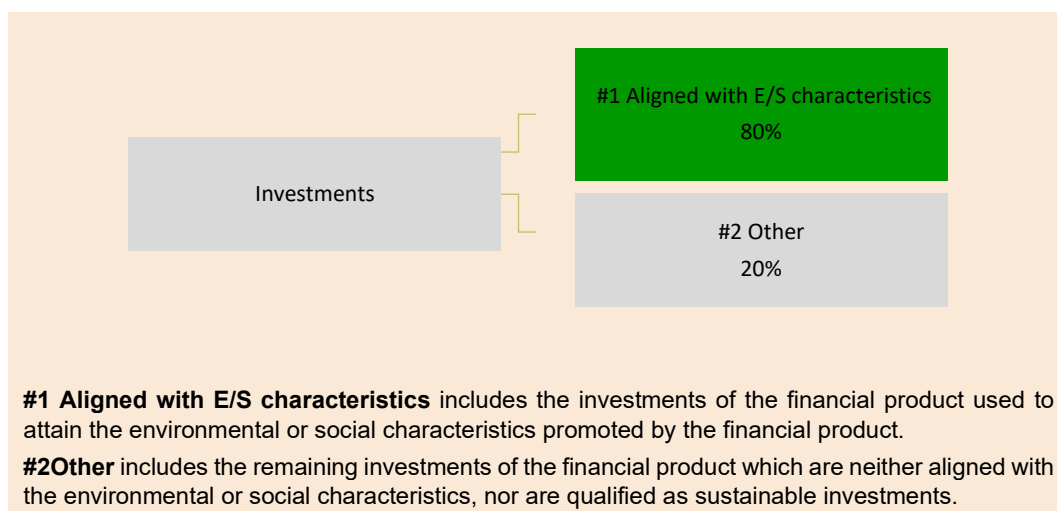 #1 Aligned with E/S characteristics
80%
Investments
#2 Other
20%
#1 Aligned with E/S characteristics includes the investments of the financial product used to
attain the environmental or social characteristics promoted by the financial product.
#2Other includes the remaining investments of the financial product which are neither aligned with
the environmental or social characteristics, nor are qualified as sustainable investments.